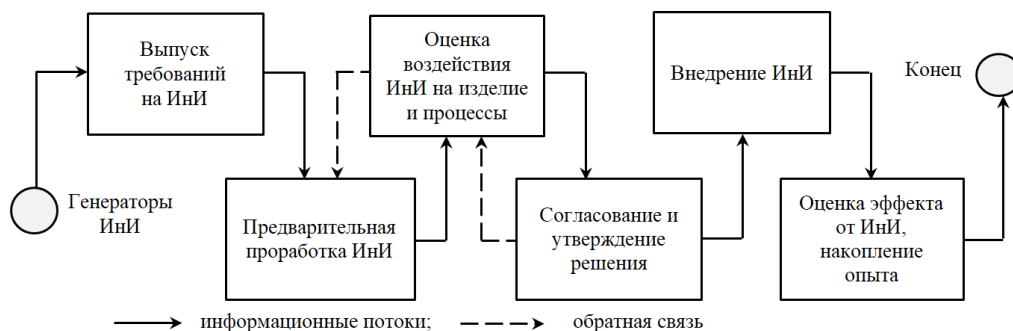 Генераторы
ИнИ
Выпуск
требований
на ИнИ
Предварительная
проработка ИнИ
Оценка
воздействия
ИнИ на изделие
и процессы
Согласование и
утверждение
решения
Внедрение ИнИ
Оценка эффекта
от ИнИ,
накопление
опыта
Конец
информационные потоки;
обратная связь